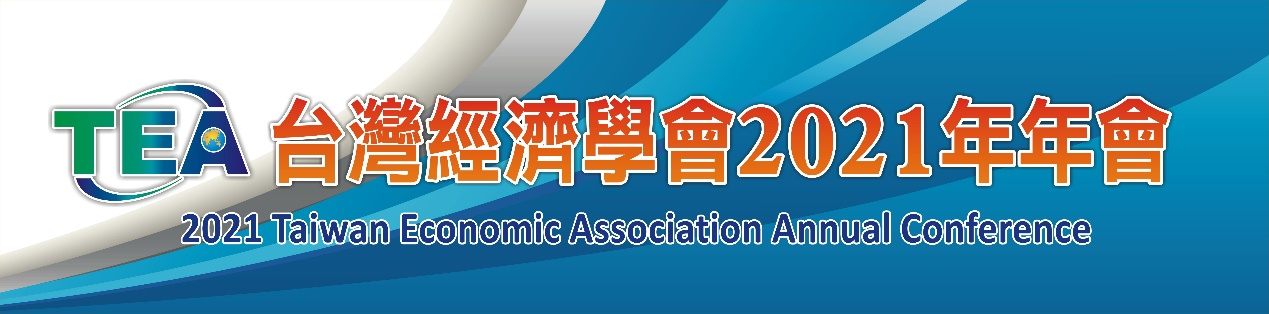 TEA 台灣經濟學會2021年年會
2021 Taiwan Economic Association Annual Conference